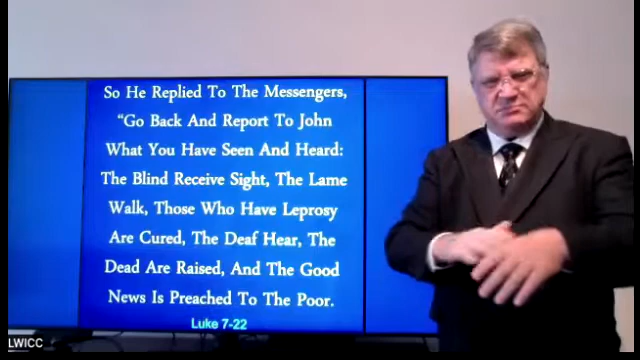 So He Replied To The Messengers,
“Go Back And Report To John
What You Have Seen And Heard:
The Blind Receive Sight, The Lame
Walk, Those Who Have Leprosy
Are Cured, The Deaf Hear, The
Dead Are Raised, And The Good
News Is Preached To The Poor.
Luke 7-22
LWICC